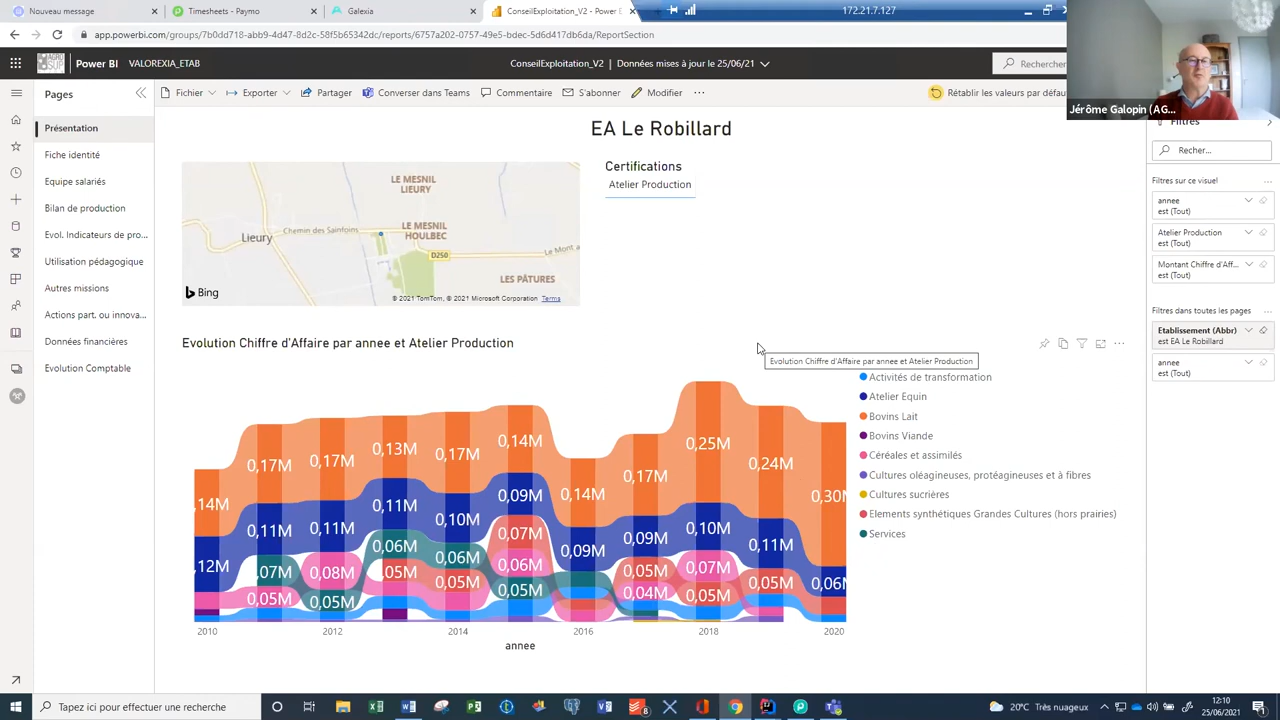 Nouveau message
Timesheets - Paymo
Galexia
ConseilExploitation_V2 - Power B
172.21.7.127
app.powerbi.com/groups/7b0dd718-abb9-4d47-8d2c-58f5b65342dc/reports/6757a202-0757-49e5-bdec-5d6d417db6da/ReportSection
Power BI
VALOREXIA_ETAB
ConseilExploitation_V2 | Données mises à jour le 25/06/21
Rechercher
Jérôme Galopin (AG...
Pages
Fichier
Exporter
Partager
Converser dans Teams
Commentaire
S'abonner
Modifier
...
Rétablir les valeurs par défau
Présentation
Fiche identité
Equipe salariés
Bilan de production
Evol. Indicateurs de pro...
Utilisation pédagogique
Autres missions
Actions part. ou innova...
Données financières
Evolution Comptable
EA Le Robillard
LE MESNIL
LIEURY
LE MESNIL
HOULBEC
Lieury
Chemin des Sainfoins
D250
Le Mont a
LES PÂTURES
Bing
© 2021 TomTom, © 2021 Microsoft Corporation Terms
Certifications
Atelier Production
Evolution Chiffre d'Affaire par annee et Atelier Production
Evolution Chiffre d'Affaire par annee et Atelier Production
Activités de transformation
Atelier Equin
Bovins Lait
Bovins Viande
Céréales et assimilés
Cultures oléagineuses, protéagineuses et à fibres
Cultures sucrières
Elements synthétiques Grandes Cultures (hors prairies)
Services
,14M
,12M
0,17M
0,11M
,07M
0,05M
0,17M
0,11M
0,08M
0,05M
0,13M
0,11M
0,06M
,05M
0,17M
0,10M
0,06M
0,05M
0,14M
0,09M
0,07M
0,06M
0,05M
0,14M
0,09M
0,17M
0,09M
0,05M
0,04M
0,25M
0,10M
0,07M
0,05M
0,24M
0,11M
0,05M
0,30M
0,06M
2010
2012
2014
2016
2018
2020
annee
Filtres
Recher...
Filtres sur ce visuel
annee
est (Tout)
Atelier Production
est (Tout)
Montant Chiffre d'Aff...
est (Tout)
Filtres dans toutes les pages
Etablissement (Abbr)
est EA Le Robillard
annee
est (Tout)
Tapez ici pour effectuer une recherche
20°C Très nuageux
12:10
25/06/2021